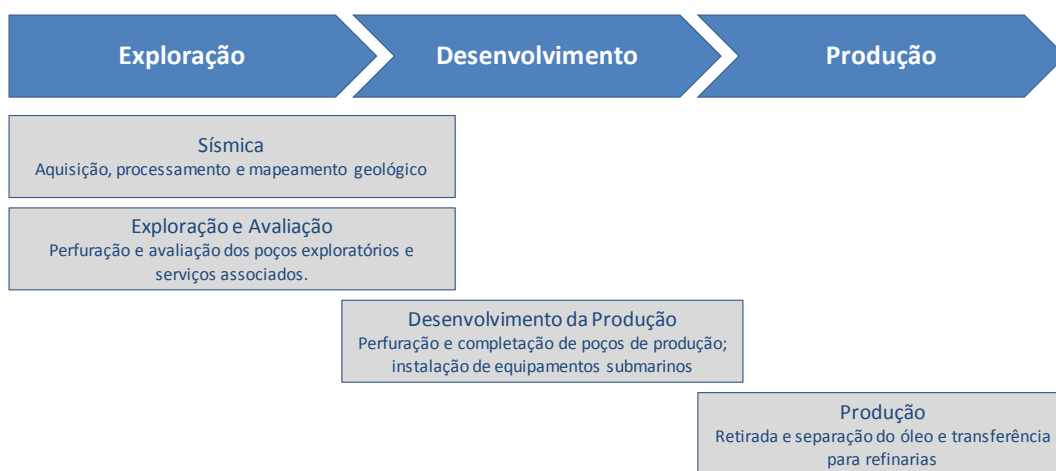 Exploração
Desenvolvimento
Produção
Sísmica
Aquisição, processamento e mapeamento geológico
Exploração e Avaliação
Perfuração e avaliação dos poços exploratórios e
serviços associados.
Desenvolvimento da Produção
Perfuração e completação de poços de produção;
instalação de equipamentos submarinos
Produção
Retirada e separação do óleo e transferência
para refinarias